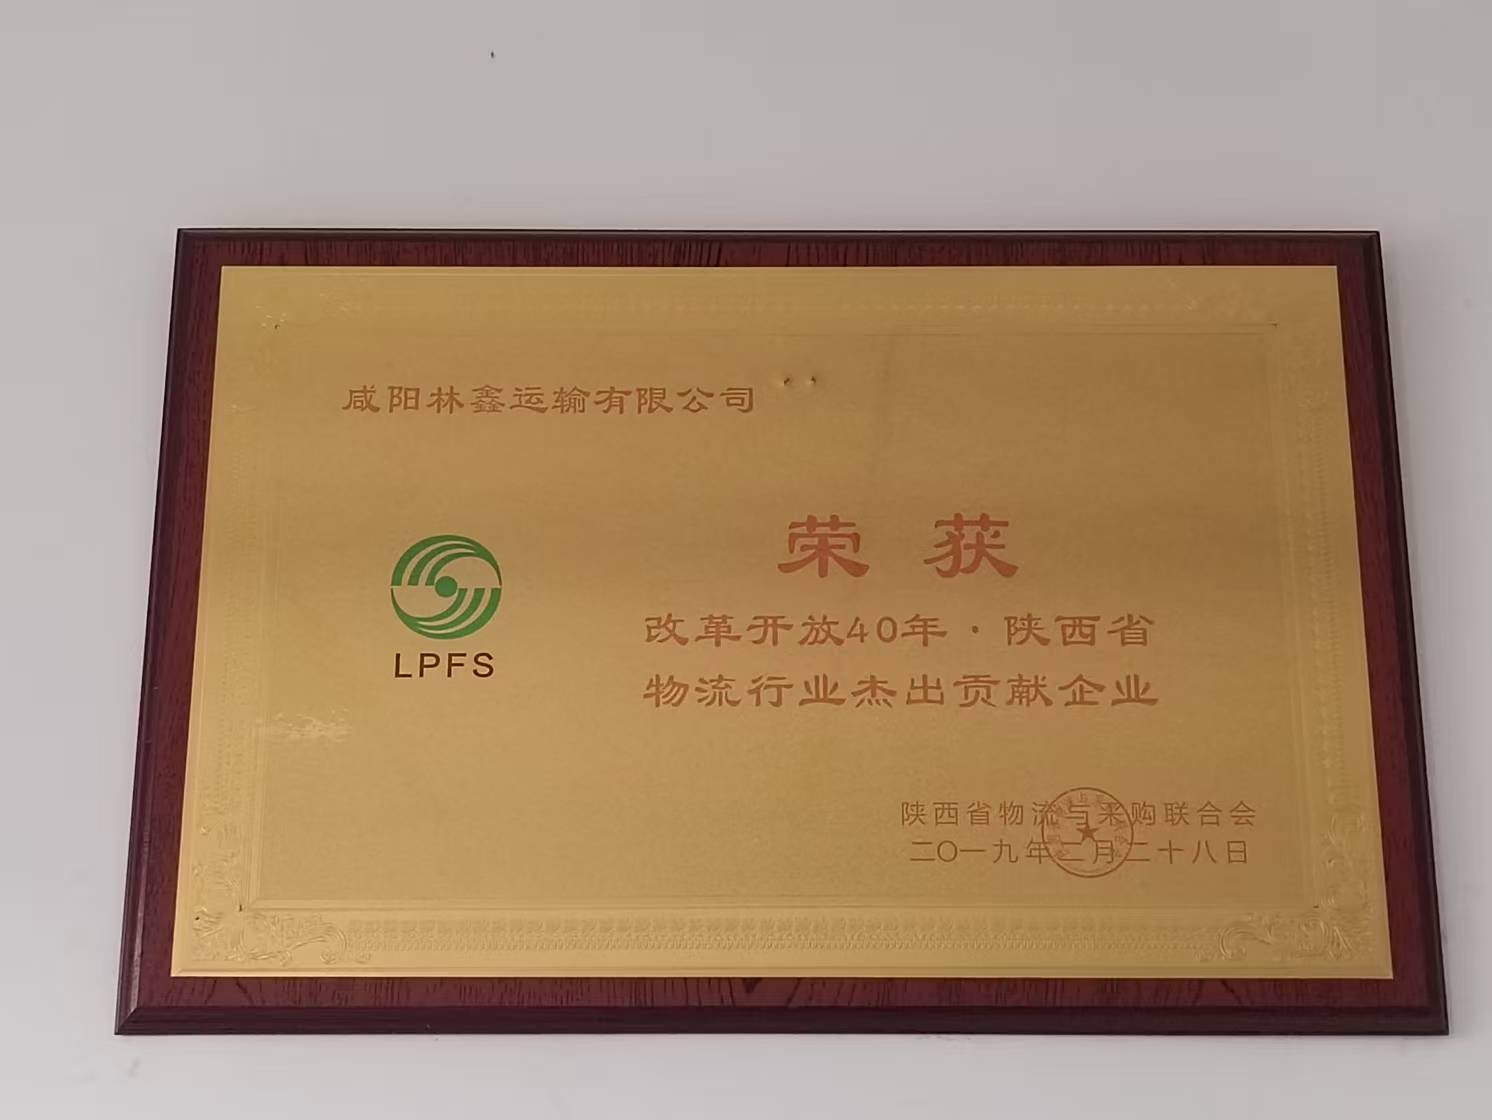 咸阳林鑫运输有限公司
荣获
LPFS
改革开放40年·陕西省
物流行业杰出贡献企业
陕西省物流与采购联合会
二〇一九年二月二十八日